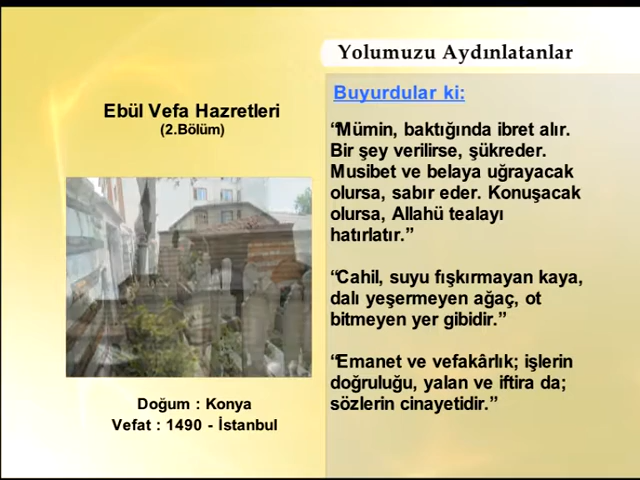 Yolumuzu Aydınlatanlar
Ebül Vefa Hazretleri
(2.Bölüm)
Doğum : Konya
Vefat : 1490 - İstanbul
Buyurdular ki:
“Mümin, baktığında ibret alır.
Bir şey verilirse, şükreder.
Musibet ve belaya uğrayacak
olursa, sabır eder. Konuşacak
olursa, Allahü tealayı
hatırlatır.”
“Cahil, suyu fışkırmayan kaya,
dalı yeşermeyen ağaç, ot
bitmeyen yer gibidir.”
“Emanet ve vefakârlık; işlerin
doğruluğu, yalan ve iftira da;
sözlerin cinayetidir.”